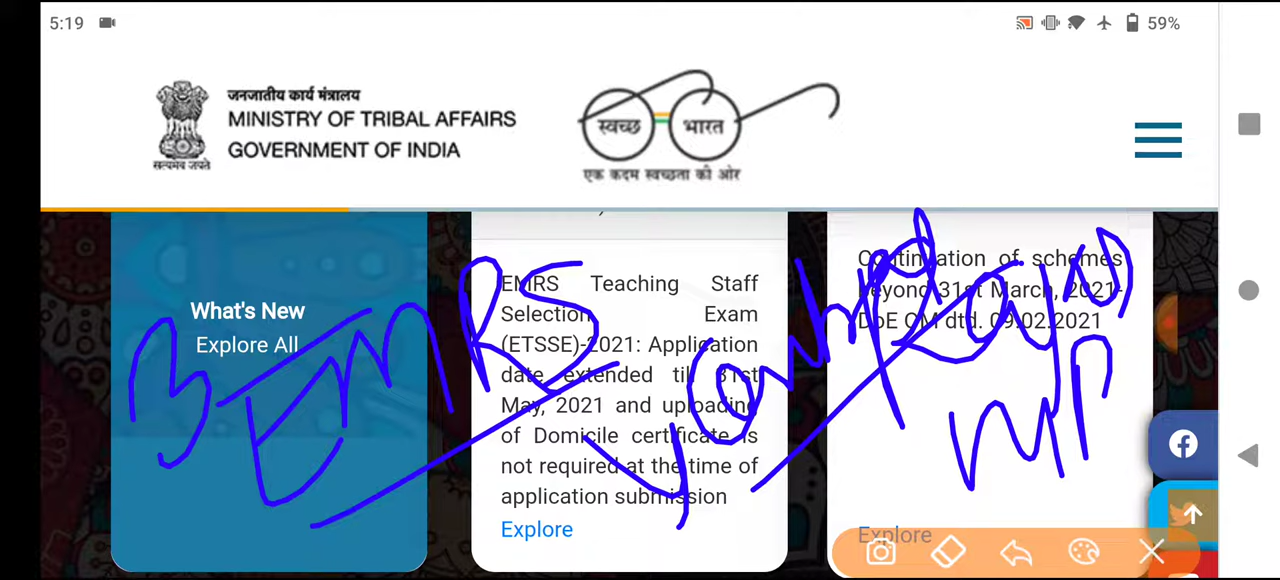 5:19
59%
जनजातीय कार्य मंत्रालय
MINISTRY OF TRIBAL AFFAIRS
GOVERNMENT OF INDIA
सत्यमेव जयते
स्वच्छ भारत
एक कदम स्वच्छता की ओर
What's New
Explore All
EMRS Teaching Staff
Selection Exam
(ETSSE)-2021: Application
date extended till 31st
May, 2021 and uploading
of Domicile certificate is
not required at the time of
application submission
Explore
Continuation of schemes
beyond 31st March, 2021-
DoE OM dtd. 09.02.2021
Explore
3 EMRS
MP